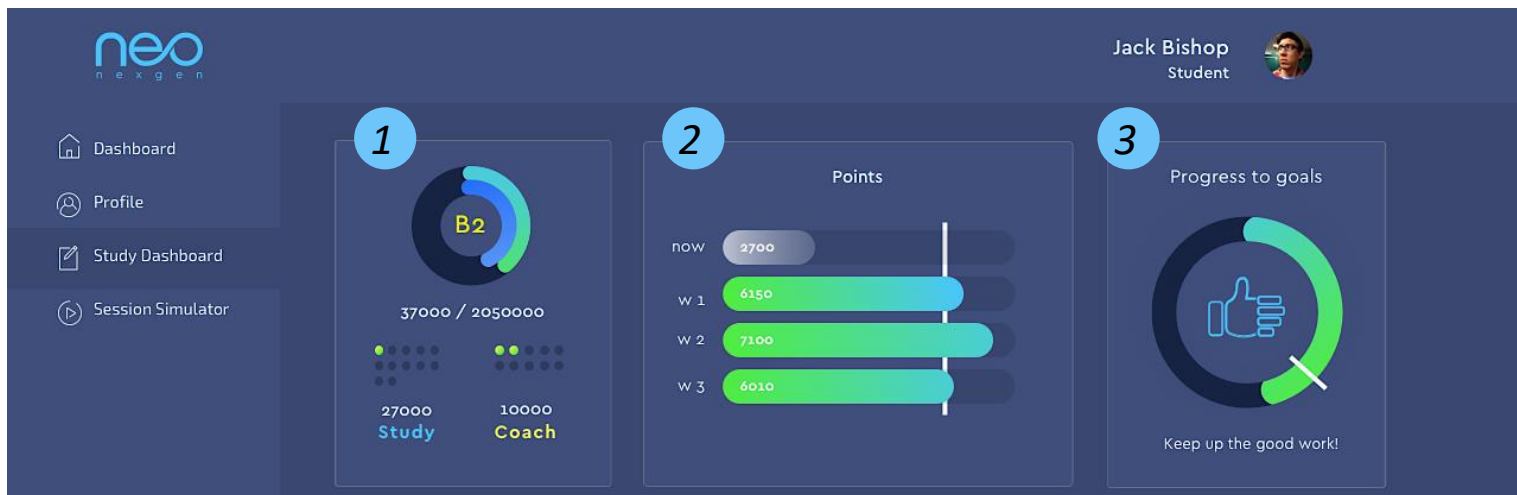 neo
nexgen
Jack Bishop
Student
Dashboard
Profile
Study Dashboard
Session Simulator
1
B2
37000 / 2050000
27000
Study
10000
Coach
2
Points
now 2700
w 1 6150
w 2 7100
w 3 6010
3
Progress to goals
Keep up the good work!